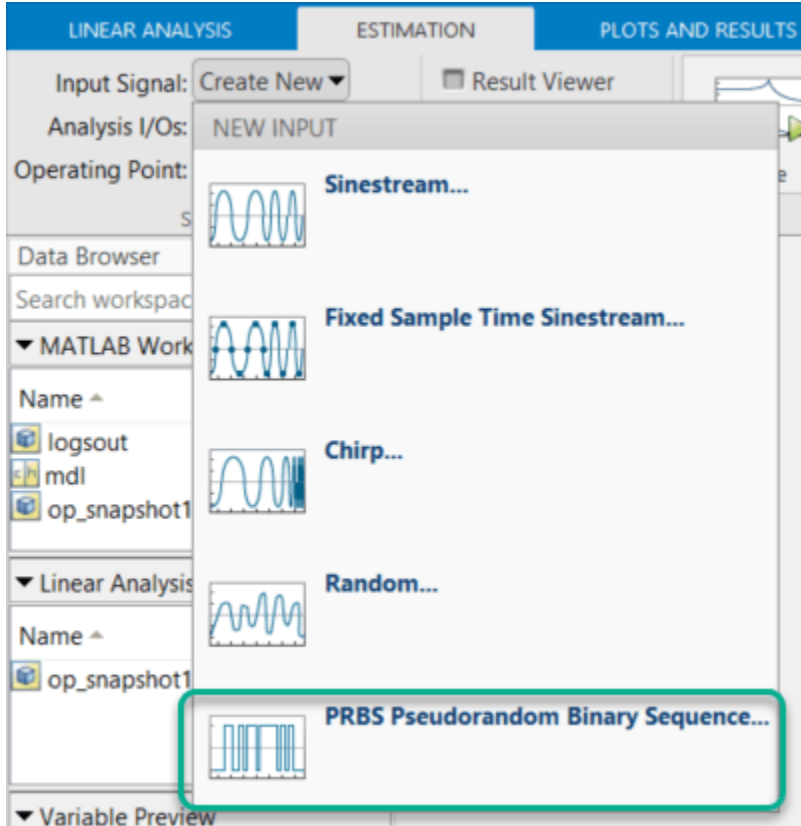 LINEAR ANALYSIS ESTIMATION PLOTS AND RESULTS
Input Signal: Create New Result Viewer
Analysis I/Os: NEW INPUT
Operating Point:
Sinestream...
S
Data Browser
Search workspac
Fixed Sample Time Sinestream...
MATLAB Work
Name
logsout
Chirp...
mdl
op_snapshot1
Linear Analysis
Random...
Name
op_snapshot1
PRBS Pseudorandom Binary Sequence...
Variable Preview